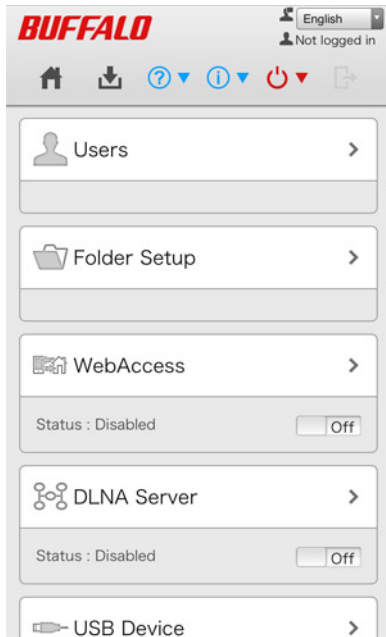 BUFFALO
English
Not logged in
Users
Folder Setup
WebAccess
Status : Disabled
Off
DLNA Server
Status : Disabled
Off
USB Device